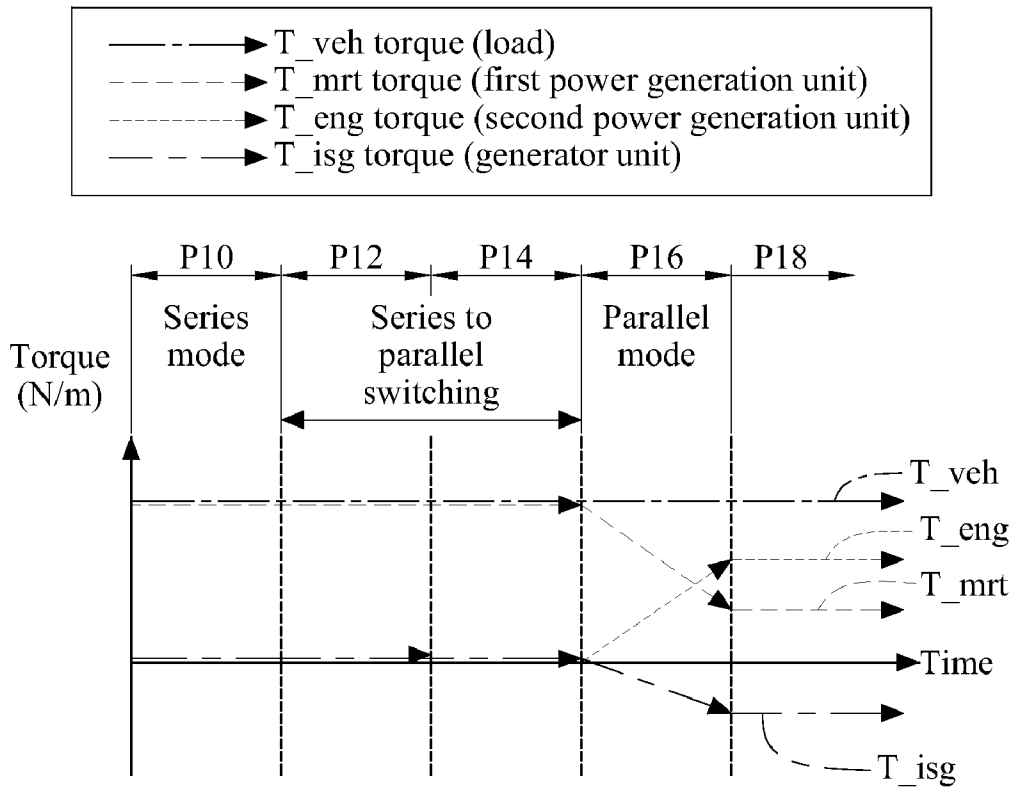 T_veh torque (load)
T_mrt torque (first power generation unit)
T_eng torque (second power generation unit)
T_isg torque (generator unit)
P10
P12
P14
P16
P18
Series
mode
Series to
parallel
switching
Parallel
mode
Torque
(N/m)
T_veh
T_eng
T_mrt
Time
T_isg